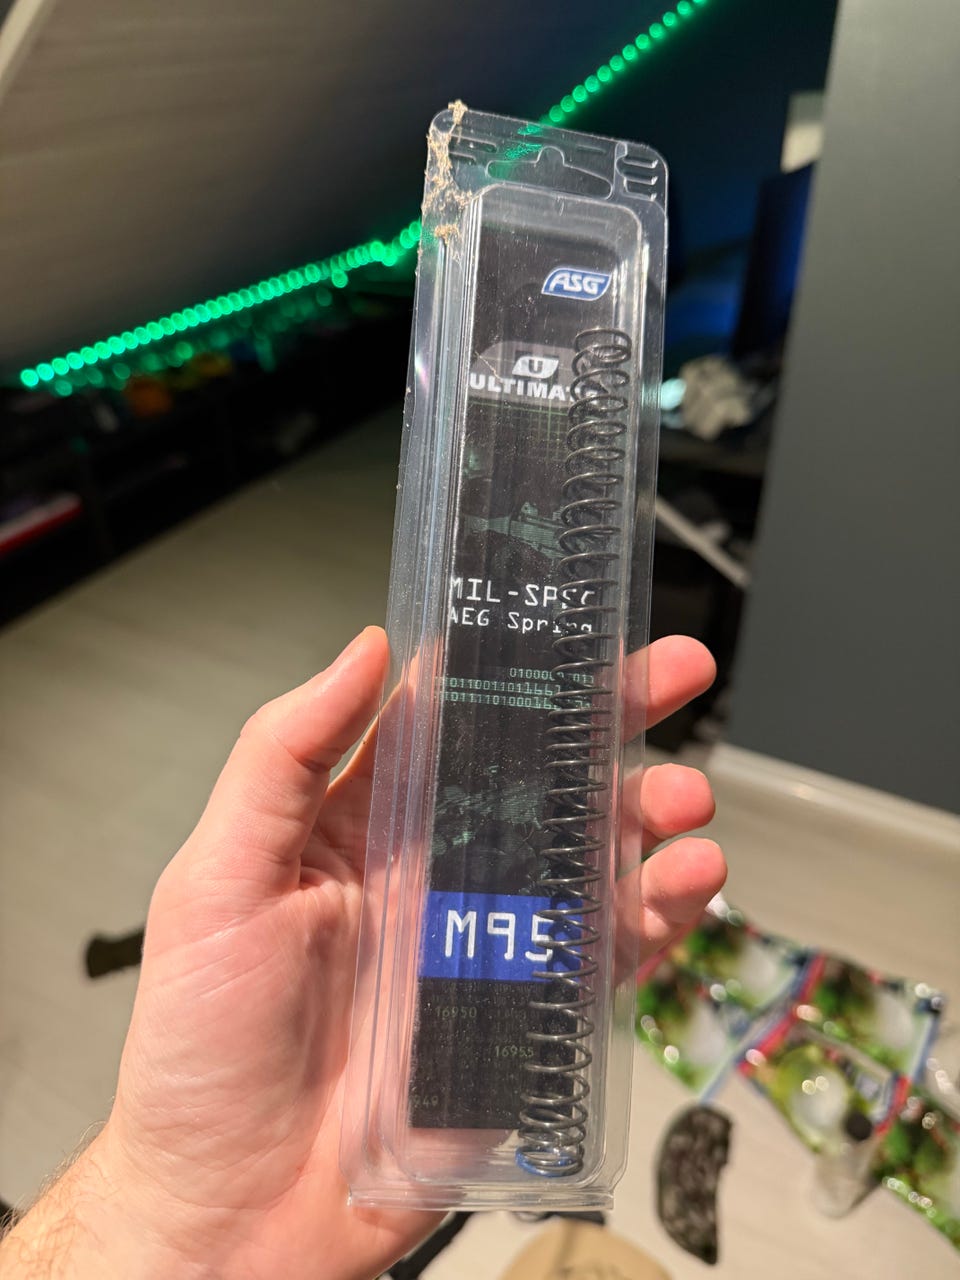 ASG
U
ULTIMA
MIL-SPEC
AEG Spring
M95
16950
16955